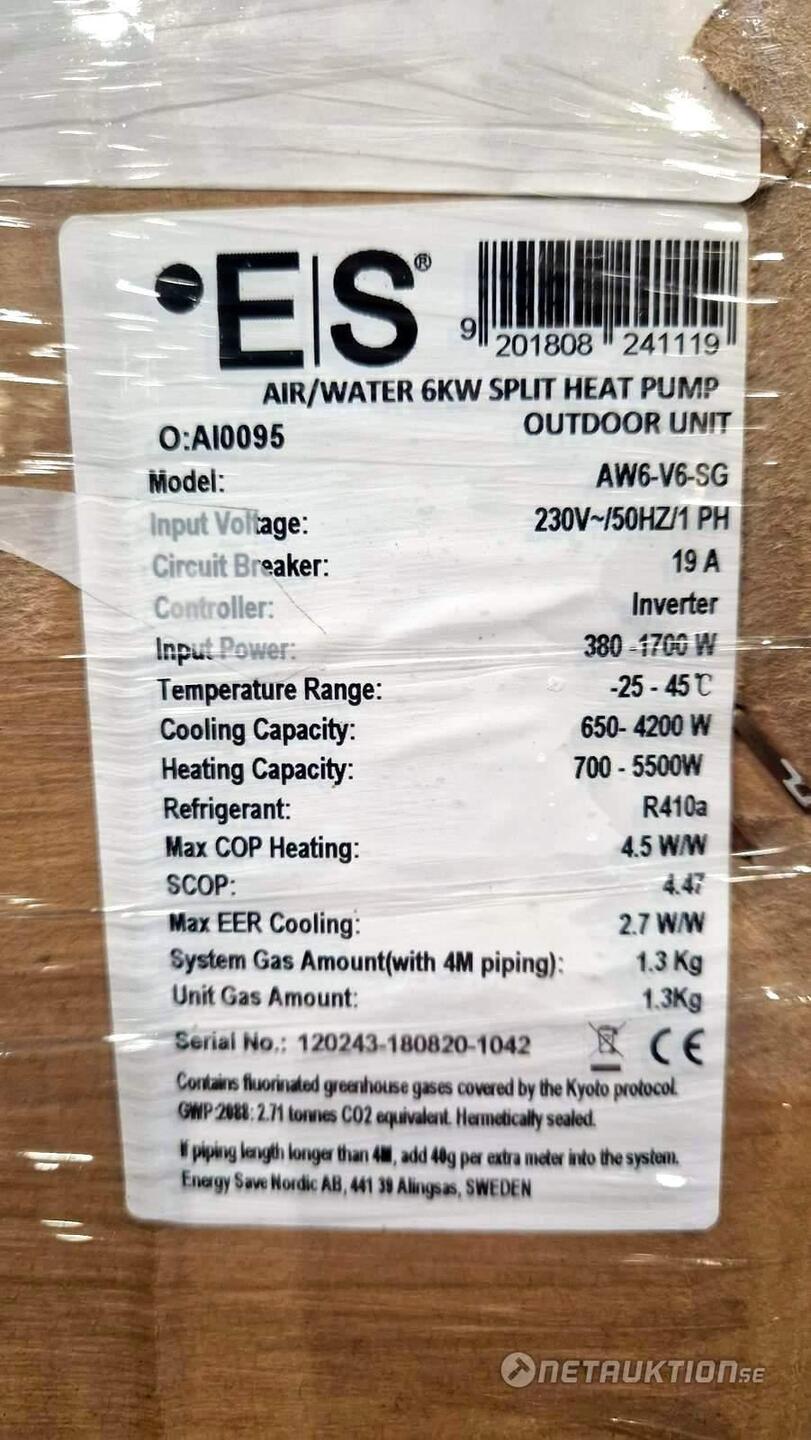 •E|S®
9 201808 241119
AIR/WATER 6KW SPLIT HEAT PUMP
OUTDOOR UNIT
O:AI0095
Model: AW6-V6-SG
Input Voltage: 230V~/50HZ/1 PH
Circuit Breaker: 19 A
Controller: Inverter
Input Power: 380 -1700 W
Temperature Range: -25 - 45℃
Cooling Capacity: 650- 4200 W
Heating Capacity: 700 - 5500W
Refrigerant: R410a
Max COP Heating: 4.5 W/W
SCOP: 4.47
Max EER Cooling: 2.7 W/W
System Gas Amount(with 4M piping): 1.3 Kg
Unit Gas Amount: 1.3Kg
Serial No.: 120243-180820-1042 CE
Contains fluorinated greenhouse gases covered by the Kyoto protocol.
GWP:2088: 2.71 tonnes CO2 equivalent. Hermetically sealed.
If piping length longer than 4M, add 40g per extra meter into the system.
Energy Save Nordic AB, 441 39 Alingsas, SWEDEN
NETAUKTION.SE